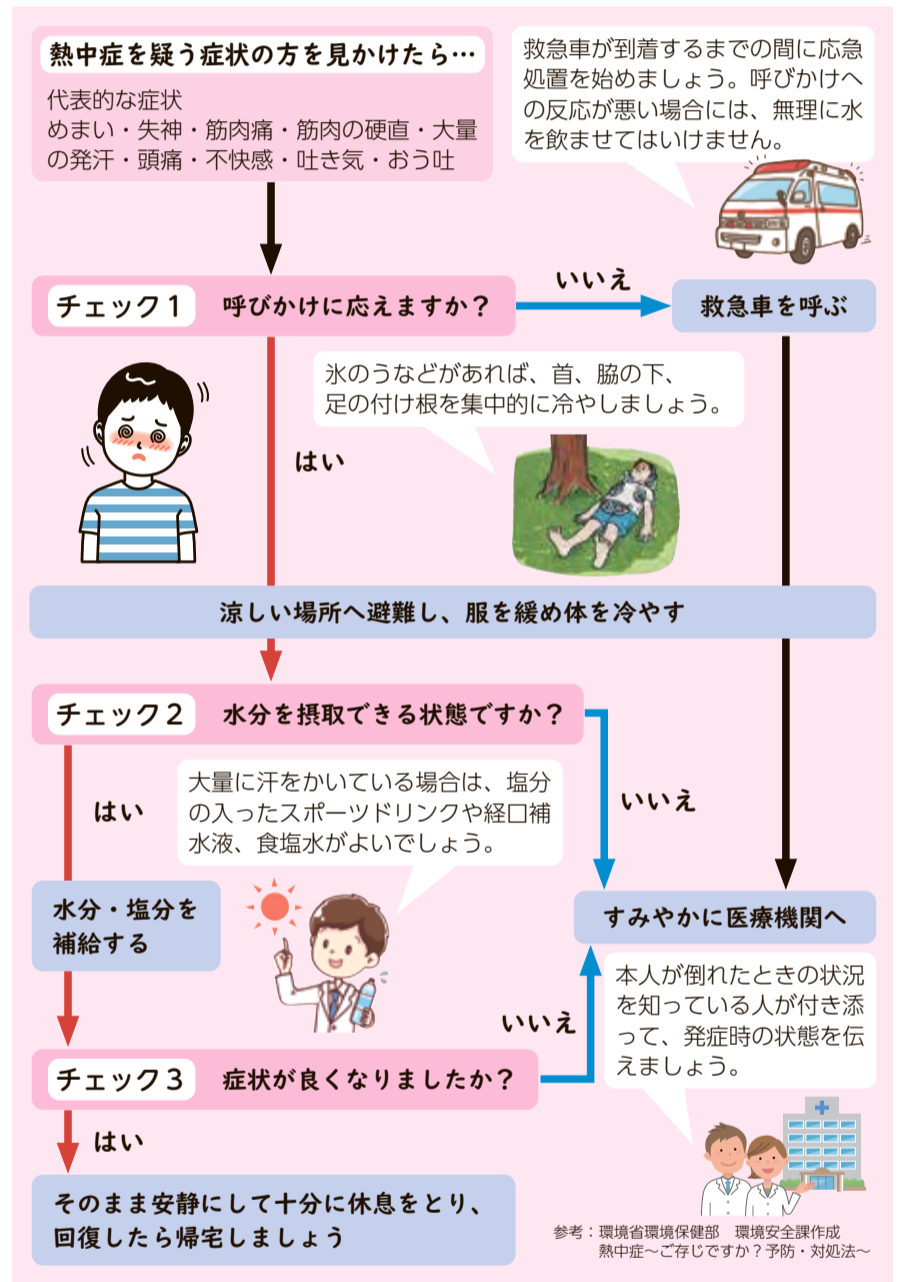 熱中症を疑う症状の方を見かけたら…
代表的な症状
めまい・失神・筋肉痛・筋肉の硬直・大量
の発汗・頭痛・不快感・吐き気・おう吐
救急車が到着するまでの間に応急
処置を始めましょう。呼びかけへ
の反応が悪い場合には、無理に水
を飲ませてはいけません。
チェック１　呼びかけに応えますか？
いいえ
救急車を呼ぶ
氷のうなどがあれば、首、脇の下、
足の付け根を集中的に冷やしましょう。
はい
涼しい場所へ避難し、服を緩め体を冷やす
チェック２　水分を摂取できる状態ですか？
はい
大量に汗をかいている場合は、塩分
の入ったスポーツドリンクや経口補
水液、食塩水がよいでしょう。
いいえ
水分・塩分を
補給する
すみやかに医療機関へ
本人が倒れたときの状況
を知っている人が付き添
って、発症時の状態を伝
えましょう。
いいえ
チェック３　症状が良くなりましたか？
はい
そのまま安静にして十分に休息をとり、
回復したら帰宅しましょう
参考：環境省環境保健部　環境安全課作成
熱中症～ご存じですか？予防・対処法～